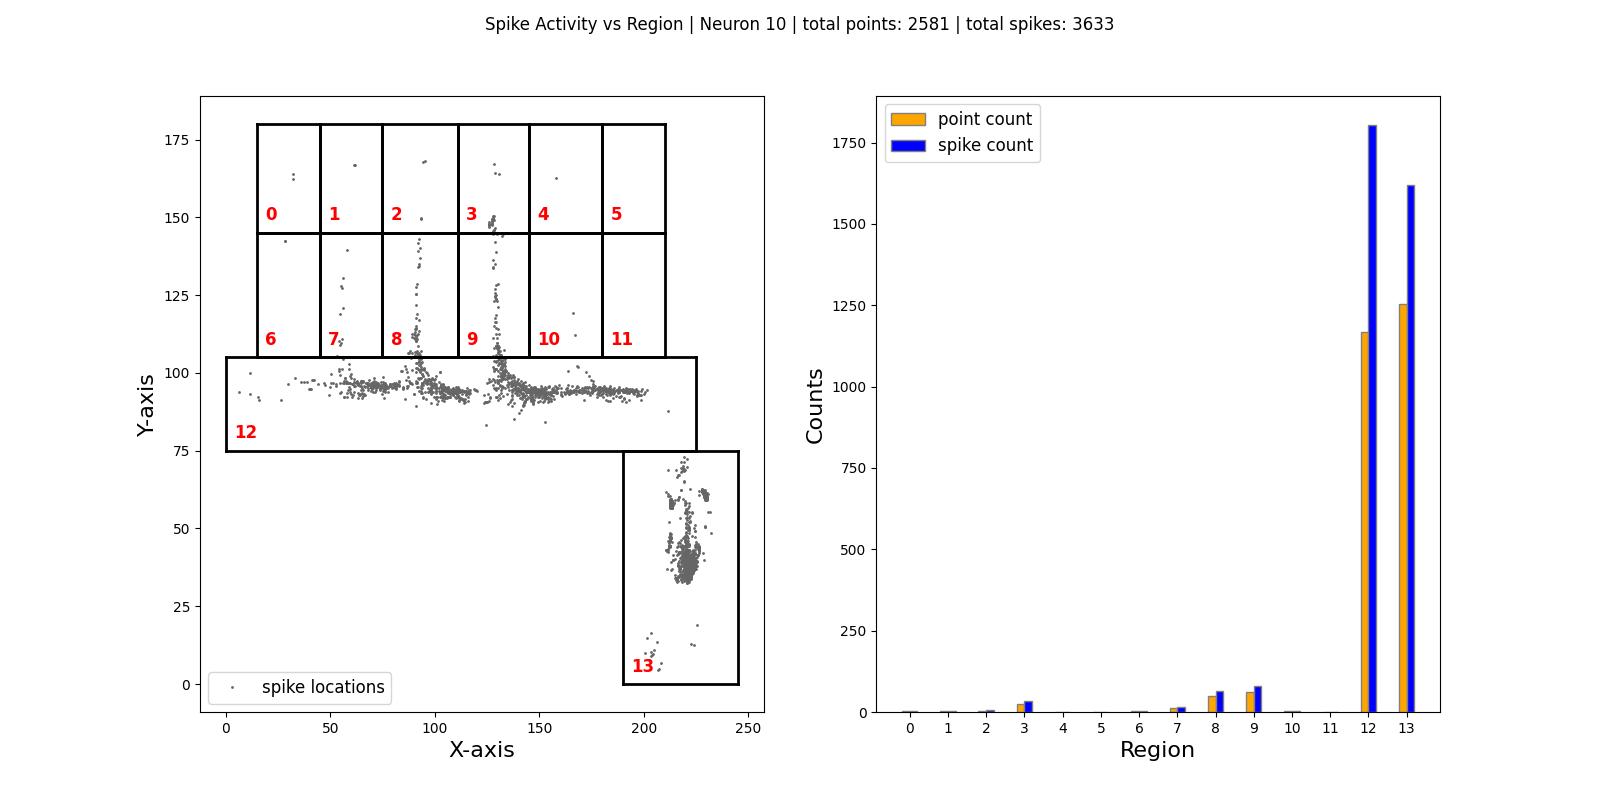 Spike Activity vs Region | Neuron 10 | total points: 2581 | total spikes: 3633
175
150
125
100
75
50
25
0
Y-axis
0 1 2 3 4 5
6 7 8 9 10 11
12
13
spike locations
0 50 100 150 200 250
X-axis
point count
spike count
1750
1500
1250
1000
750
500
250
0
Counts
0 1 2 3 4 5 6 7 8 9 10 11 12 13
Region